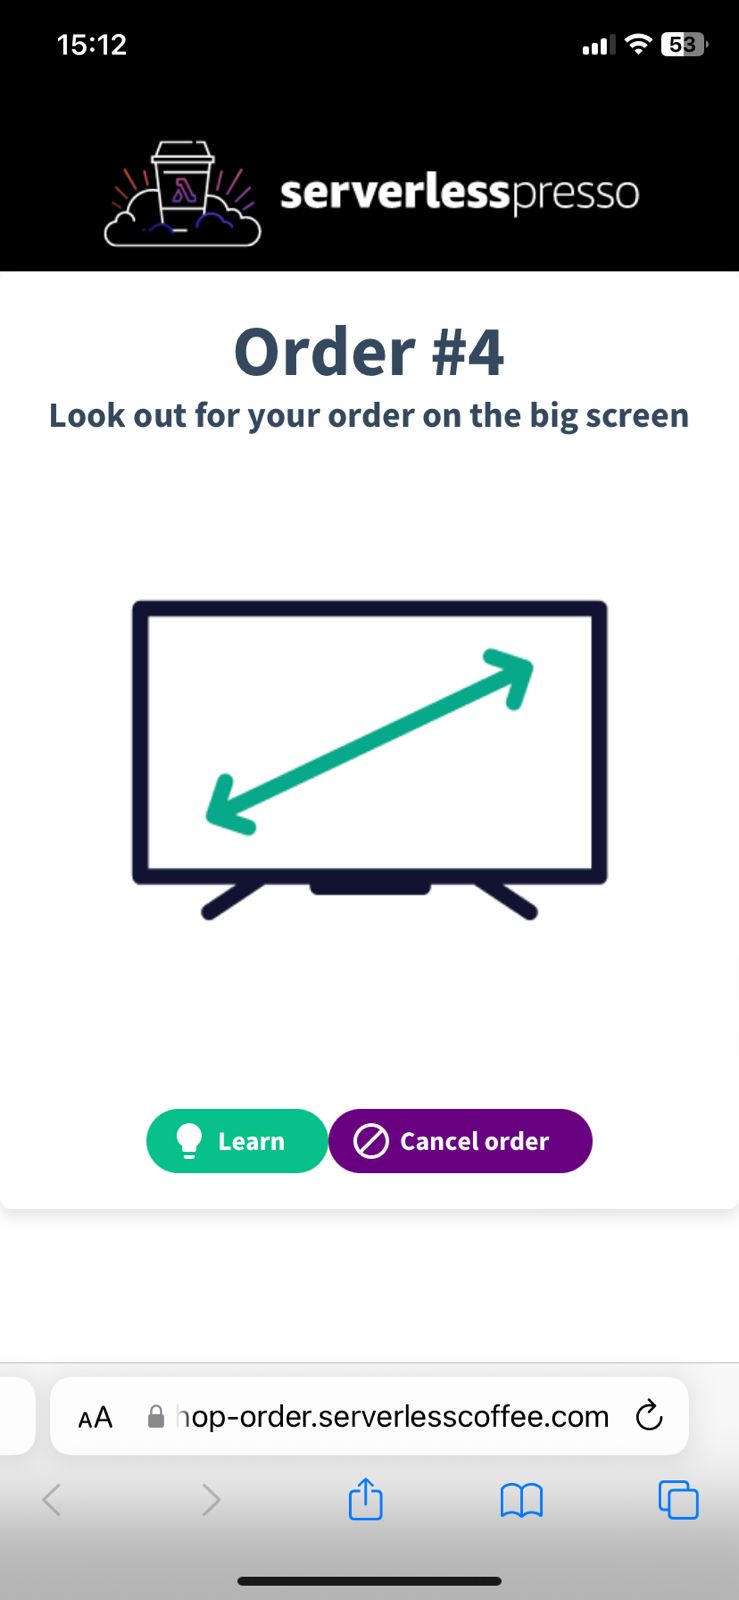 15:12
53
serverlesspresso
Order #4
Look out for your order on the big screen
Learn
Cancel order
AA
hop-order.serverlesscoffee.com